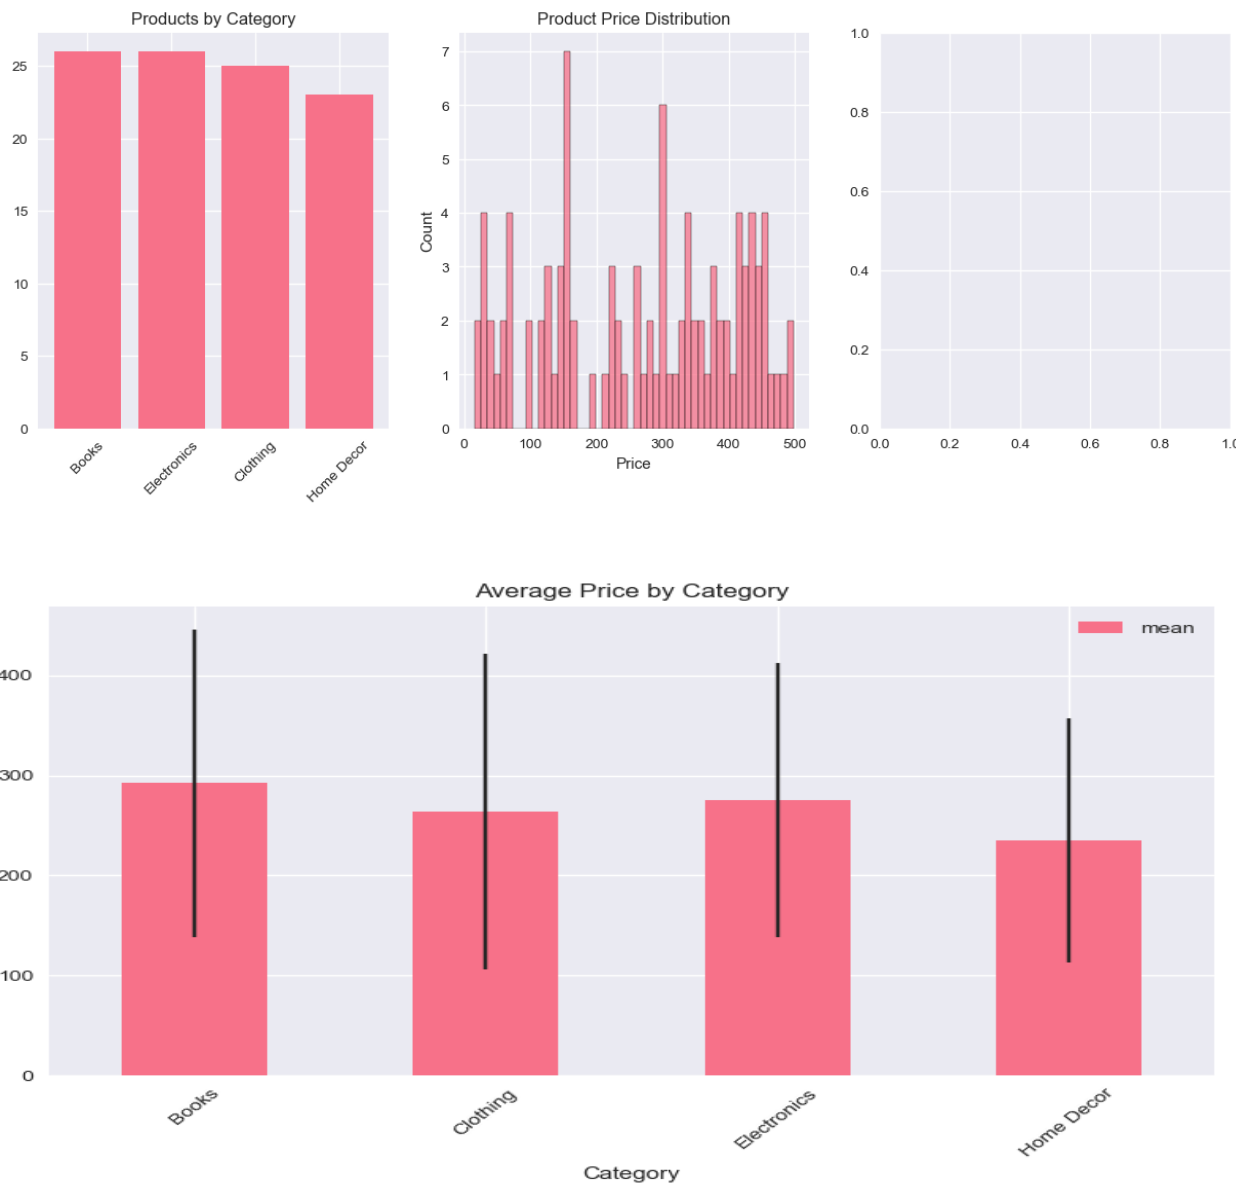 Products by Category
25
20
15
10
5
0
Books
Electronics
Clothing
Home Decor
Product Price Distribution
7
6
5
4
3
2
1
0
Count
0 100 200 300 400 500
Price
1.0
0.8
0.6
0.4
0.2
0.0
0.0 0.2 0.4 0.6 0.8 1.0
Average Price by Category
mean
400
300
200
100
0
Books
Clothing
Electronics
Home Decor
Category